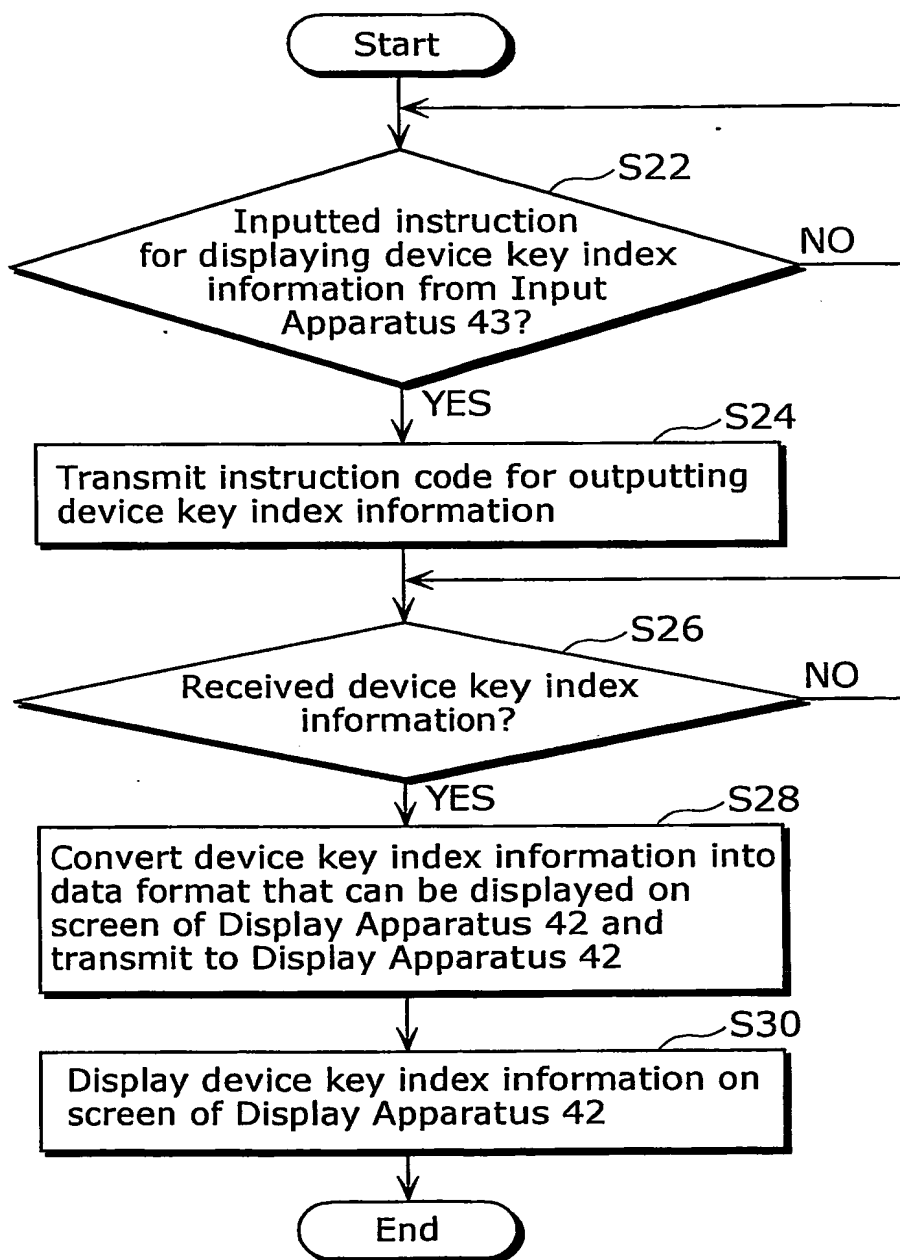 Start
S22
Inputted instruction
for displaying device key index
information from Input
Apparatus 43?
NO
YES
S24
Transmit instruction code for outputting
device key index information
S26
Received device key index
information?
NO
YES
S28
Convert device key index information into
data format that can be displayed on
screen of Display Apparatus 42 and
transmit to Display Apparatus 42
S30
Display device key index information on
screen of Display Apparatus 42
End